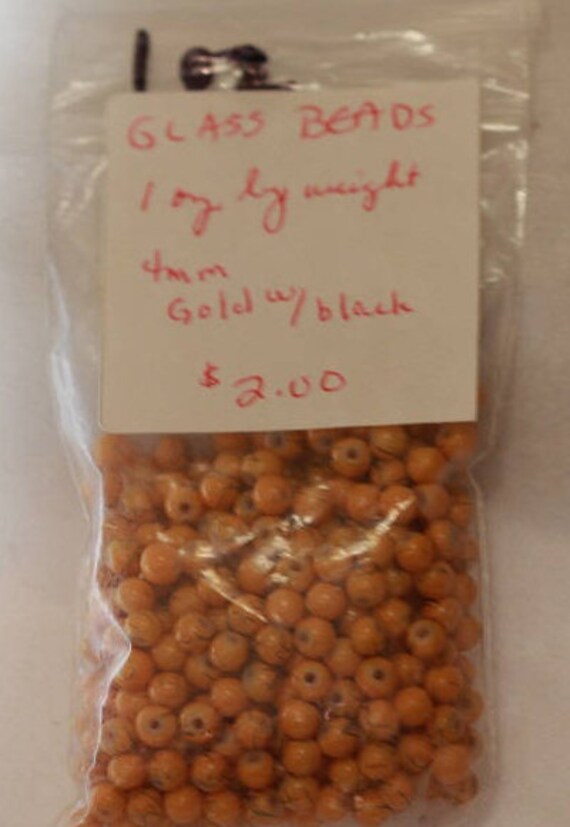 GLASS BEADS
1 oz by weight
4mm
Gold w/ black
$2.00